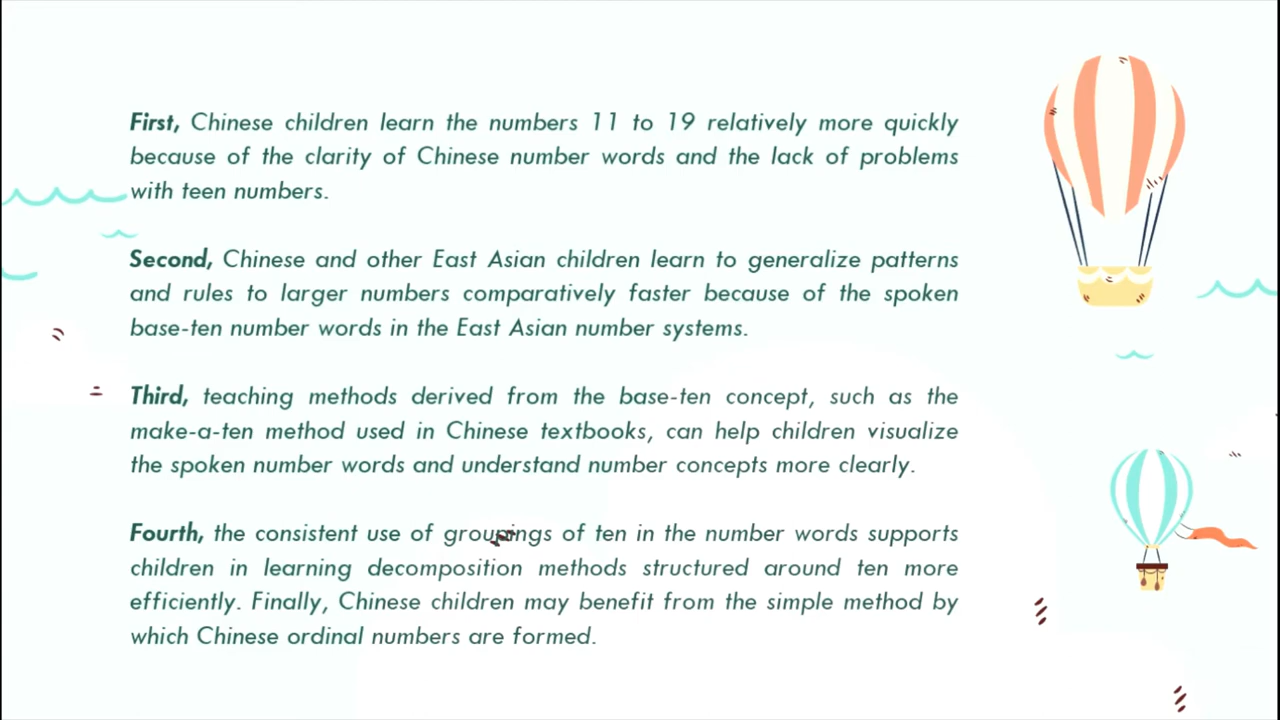 First, Chinese children learn the numbers 11 to 19 relatively more quickly
because of the clarity of Chinese number words and the lack of problems
with teen numbers.
Second, Chinese and other East Asian children learn to generalize patterns
and rules to larger numbers comparatively faster because of the spoken
base-ten number words in the East Asian number systems.
Third, teaching methods derived from the base-ten concept, such as the
make-a-ten method used in Chinese textbooks, can help children visualize
the spoken number words and understand number concepts more clearly.
Fourth, the consistent use of groupings of ten in the number words supports
children in learning decomposition methods structured around ten more
efficiently. Finally, Chinese children may benefit from the simple method by
which Chinese ordinal numbers are formed.